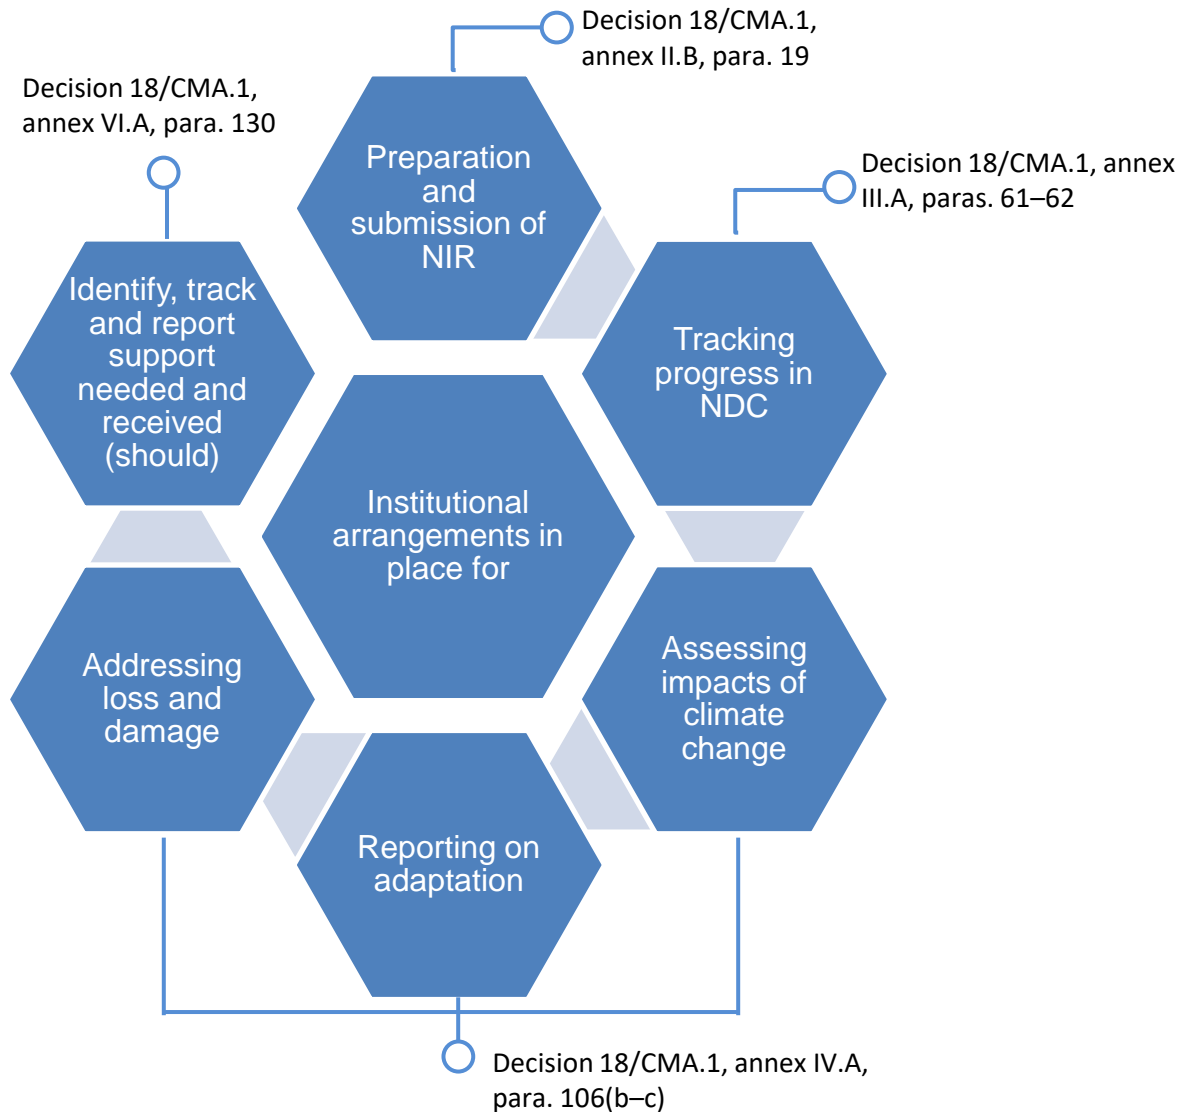 Decision 18/CMA.1,
annex II.B, para. 19
Decision 18/CMA.1,
annex VI.A, para. 130
Preparation
and
submission of
NIR
Decision 18/CMA.1, annex
III.A, paras. 61–62
Identify, track
and report
support
needed and
received
(should)
Tracking
progress in
NDC
Institutional
arrangements in
place for
Addressing
loss and
damage
Assessing
impacts of
climate
change
Reporting on
adaptation
Decision 18/CMA.1, annex IV.A,
para. 106(b–c)